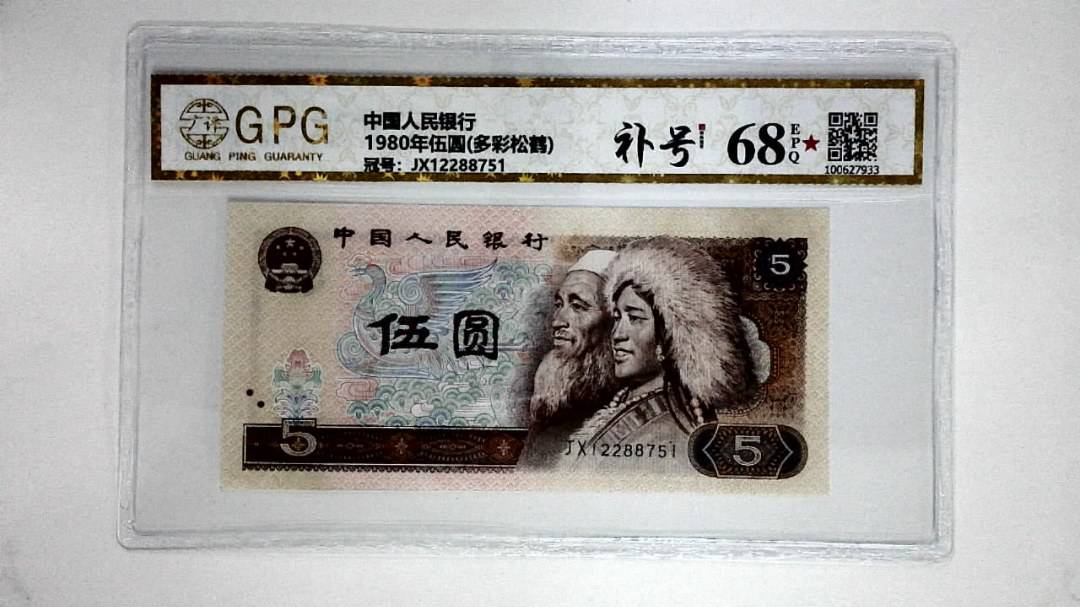 GPG
GUANG PING GUARANTY
中國人民银行
1980年伍圓(多彩松鹤)
冠号：JX12288751
补号
68
EPQ
100627933
中国人民银行
5
伍圆
5
JX12288751
5